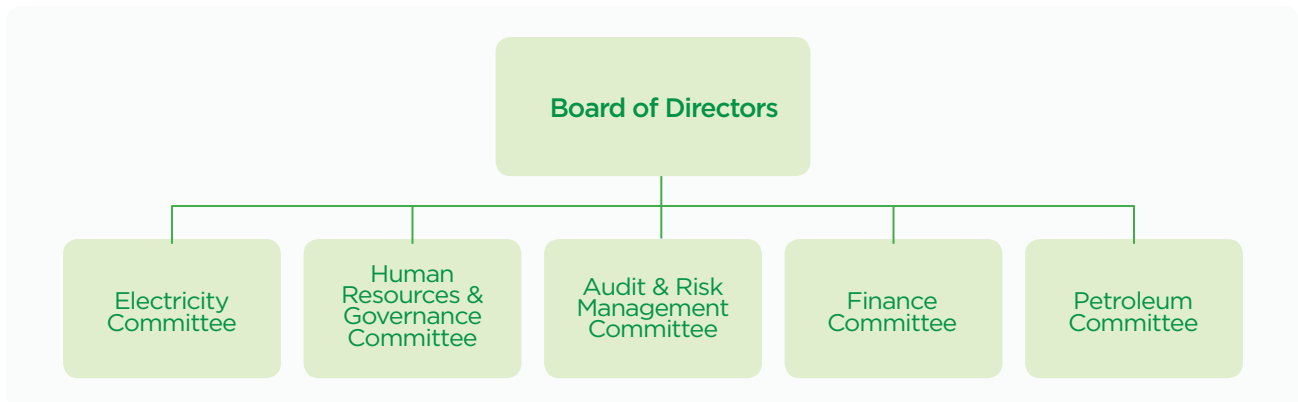 Board of Directors
Electricity
Committee
Human
Resources &
Governance
Committee
Audit & Risk
Management
Committee
Finance
Committee
Petroleum
Committee